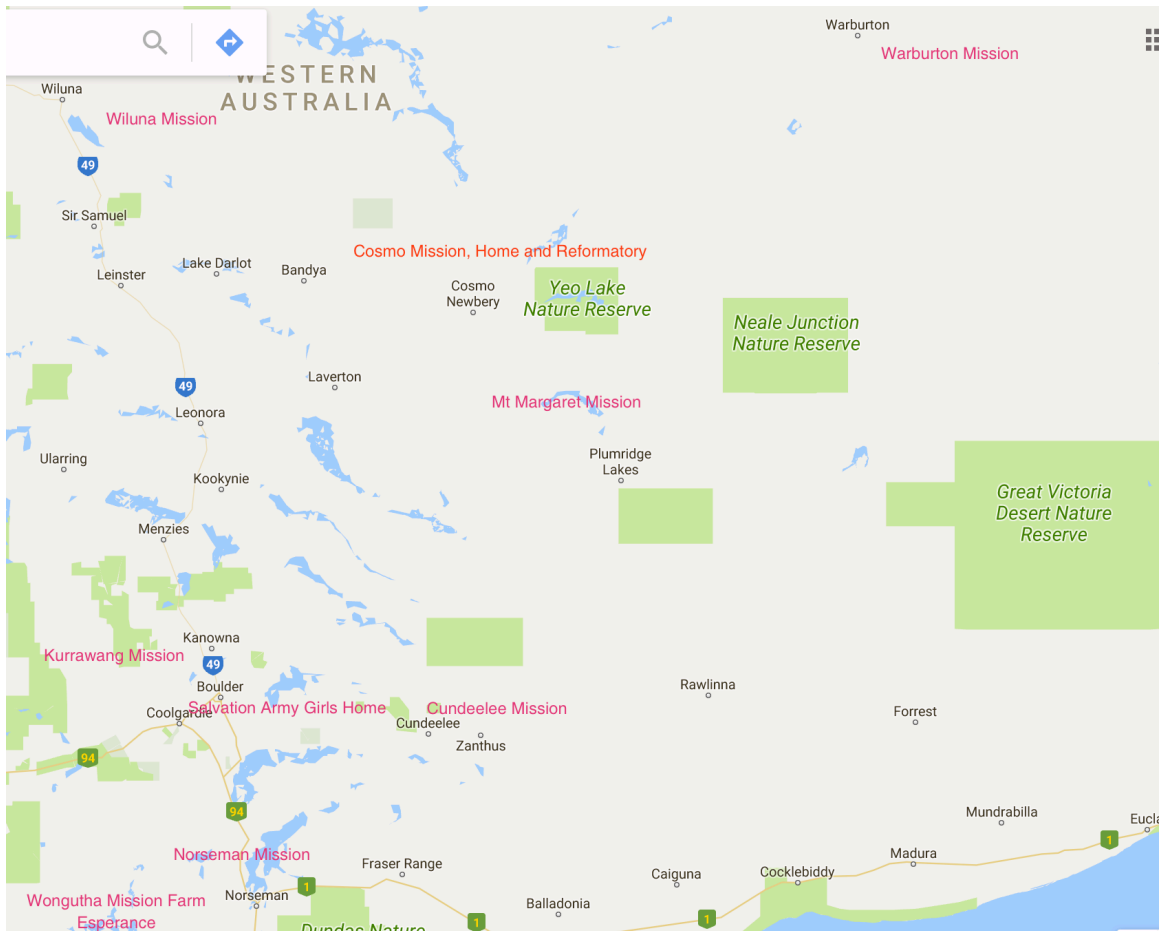 Warburton
Warburton Mission
WESTERN
AUSTRALIA
Wiluna
Wiluna Mission
49
Sir Samuel
Cosmo Mission, Home and Reformatory
Lake Darlot
Bandya
Leinster
Cosmo
Newbery
Yeo Lake
Nature Reserve
Neale Junction
Nature Reserve
Laverton
49
Mt Margaret Mission
Leonora
Ularring
Plumridge
Lakes
Kookynie
Great Victoria
Desert Nature
Reserve
Menzies
Kanowna
Kurrawang Mission
49
Boulder
Rawlinna
Salvation Army Girls Home
Cundeelee Mission
Coolgardie
Forrest
Cundeelee
Zanthus
94
94
Mundrabilla
Eucla
1
Norseman Mission
Madura
Fraser Range
Cocklebiddy
Caiguna
1
Norseman
Wongutha Mission Farm
Esperance
Balladonia
1
1
Dundas Nature